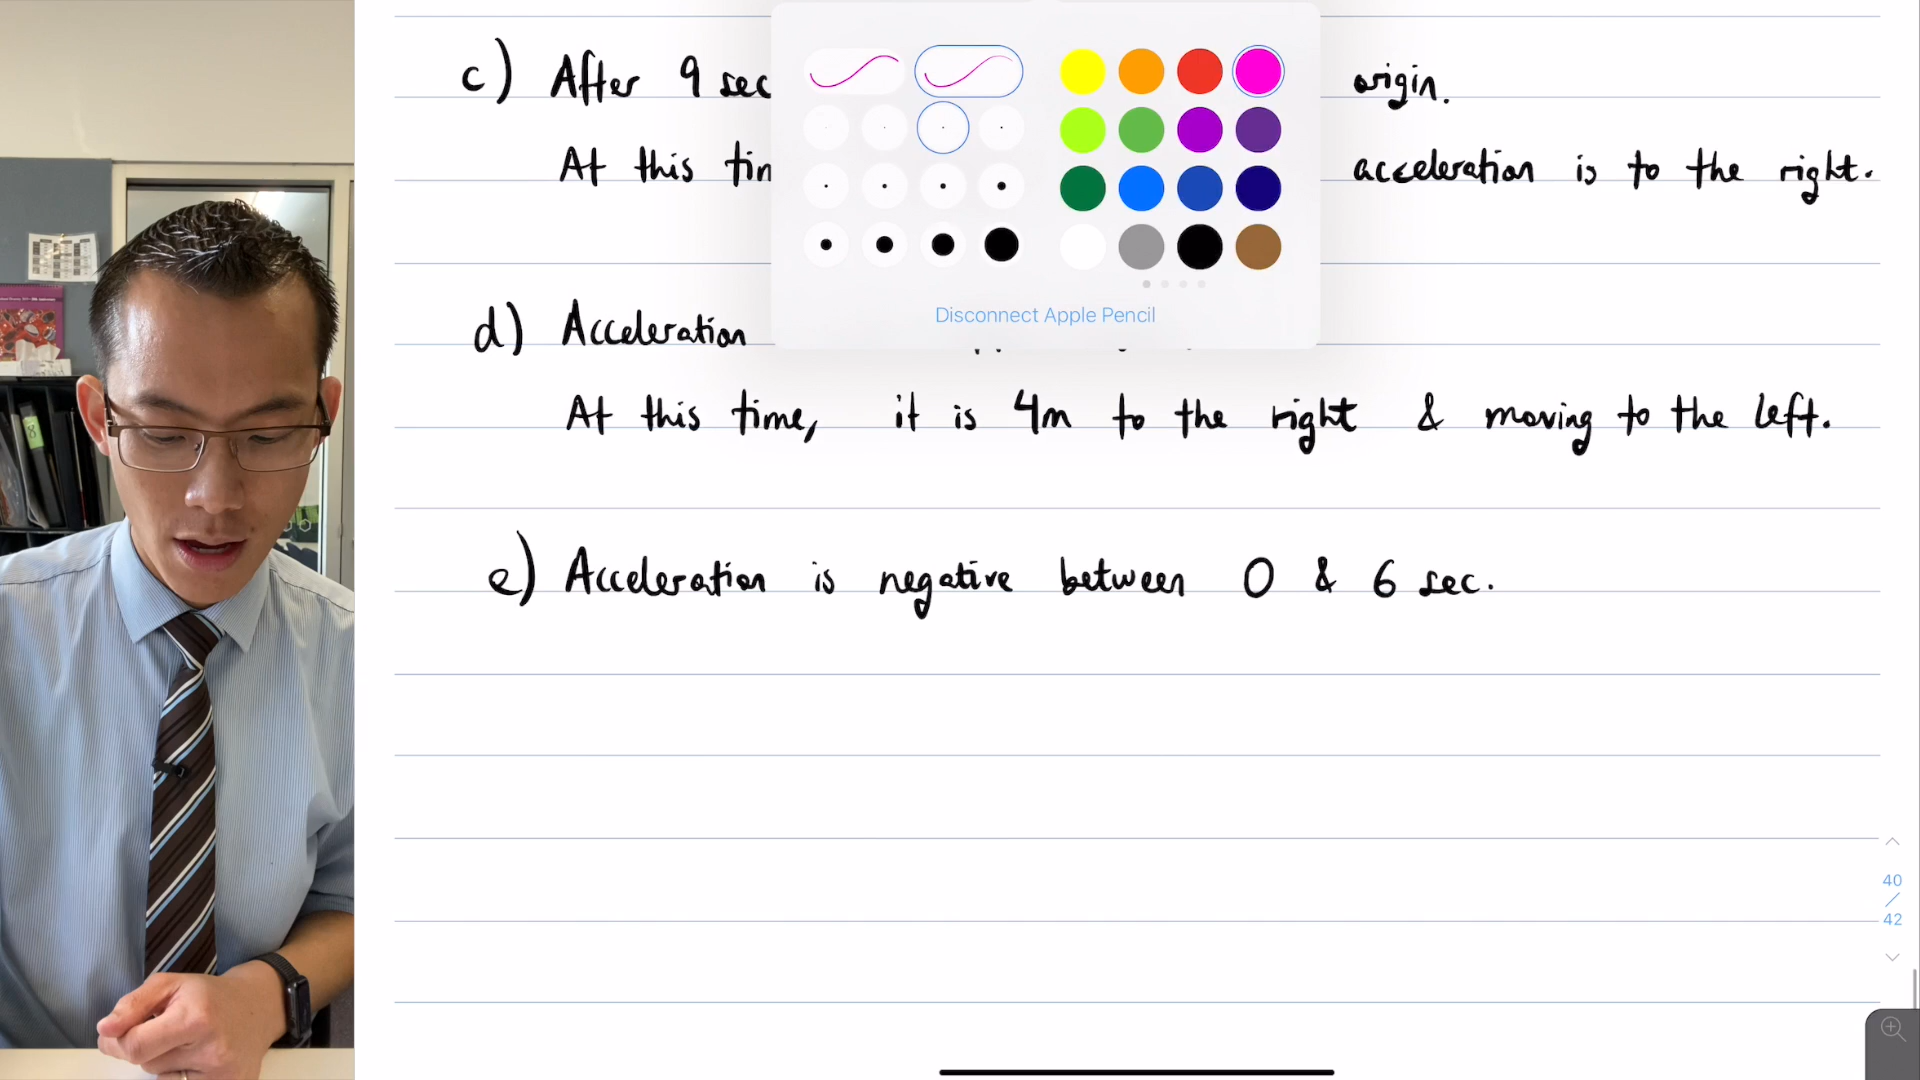 c) After 9 sec origin.
At this acceleration is to the right.
Disconnect Apple Pencil
d) Acceleration
At this time, it is 4m to the right & moving to the left.
e) Acceleration is negative between 0 & 6 sec.
40
/
42